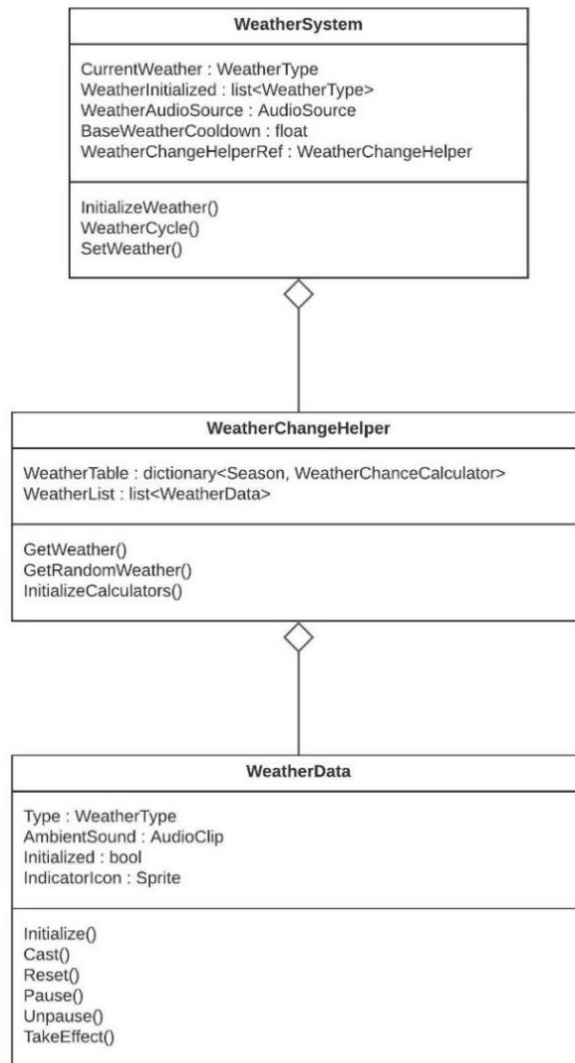 WeatherSystem
CurrentWeather : WeatherType
WeatherInitialized : list<WeatherType>
WeatherAudioSource : AudioSource
BaseWeatherCooldown : float
WeatherChangeHelperRef : WeatherChangeHelper
InitializeWeather()
WeatherCycle()
SetWeather()
WeatherChangeHelper
WeatherTable : dictionary<Season, WeatherChanceCalculator>
WeatherList : list<WeatherData>
GetWeather()
GetRandomWeather()
InitializeCalculators()
WeatherData
Type : WeatherType
AmbientSound : AudioClip
Initialized : bool
IndicatorIcon : Sprite
Initialize()
Cast()
Reset()
Pause()
Unpause()
TakeEffect()